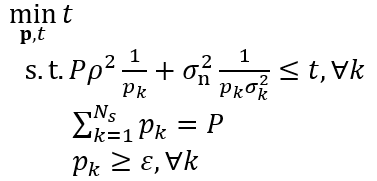 min t
p,t
s.t. Pρ² 1/p_k + σ_n² 1/(p_k σ_k²) ≤ t, ∀k
∑_{k=1}^{N_s} p_k = P
p_k ≥ ε, ∀k